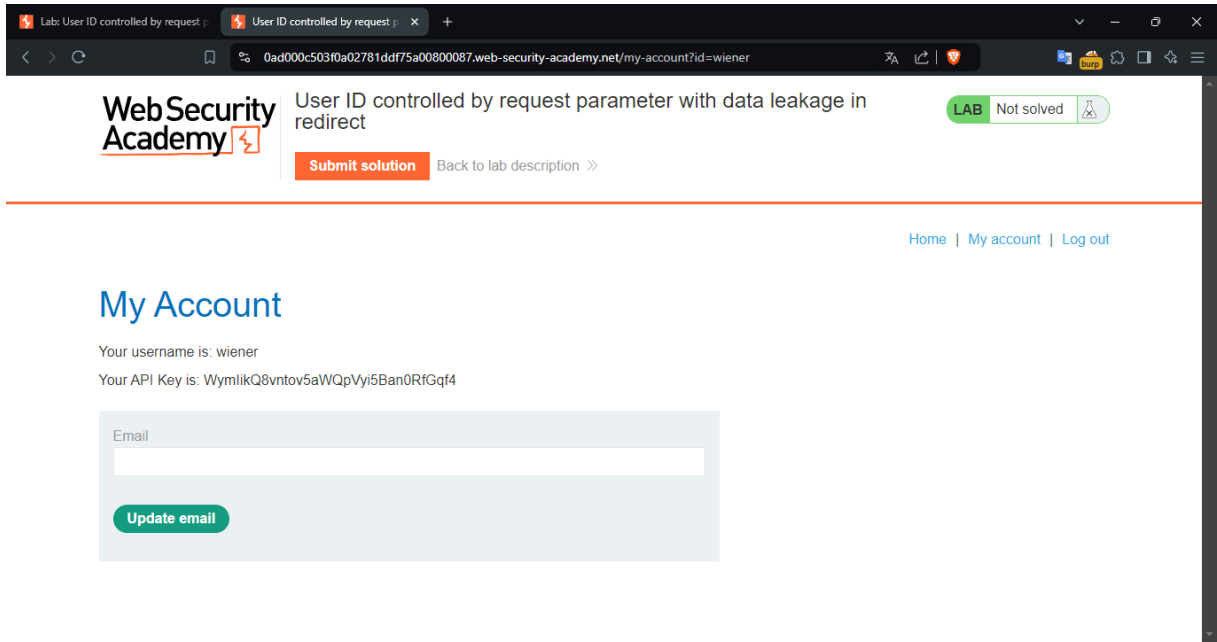 Lab: User ID controlled by request p
User ID controlled by request p
0ad000c503f0a02781ddf75a00800087.web-security-academy.net/my-account?id=wiener
burp
Web Security
Academy
User ID controlled by request parameter with data leakage in
redirect
LAB Not solved
Submit solution
Back to lab description
Home | My account | Log out
My Account
Your username is: wiener
Your API Key is: WymlikQ8vntov5aWQpVyi5Ban0RfGqf4
Email
Update email